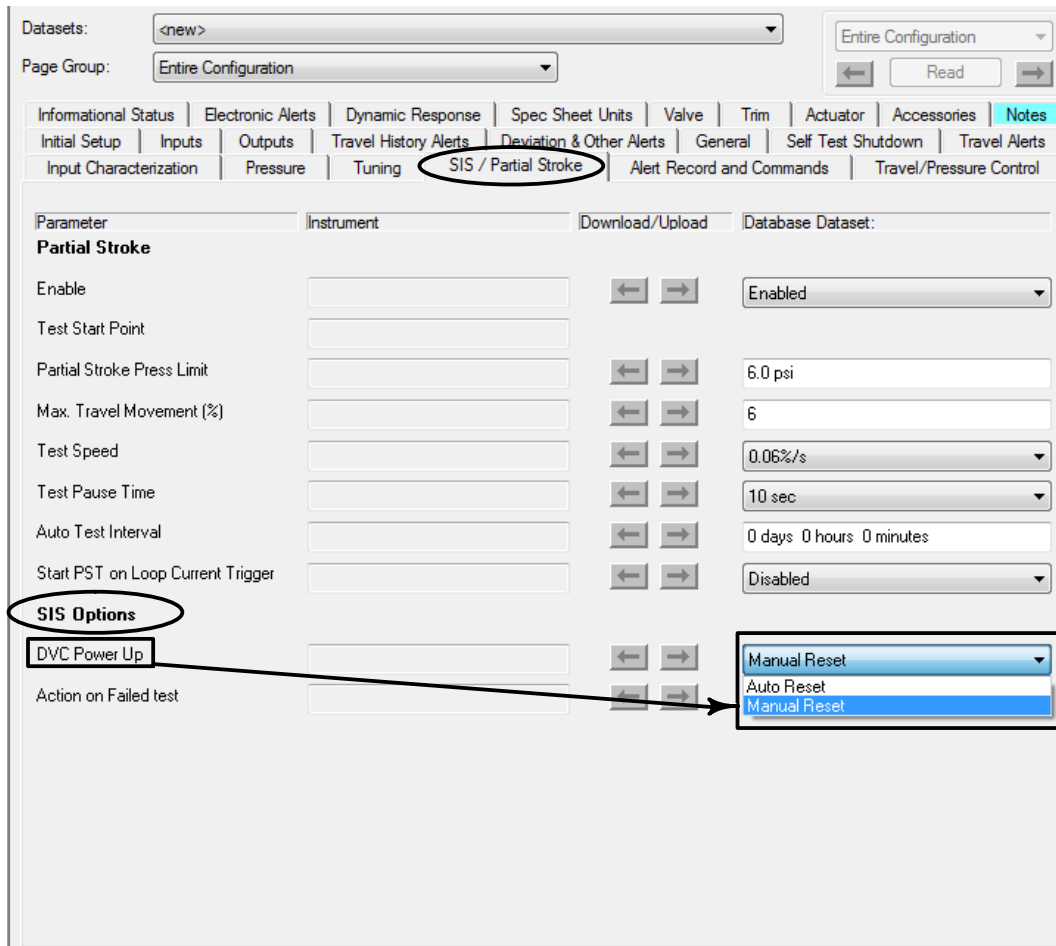 Datasets: <new>
Entire Configuration
Page Group: Entire Configuration
Read
Informational Status Electronic Alerts Dynamic Response Spec Sheet Units Valve Trim Actuator Accessories Notes
Initial Setup Inputs Outputs Travel History Alerts Deviation & Other Alerts General Self Test Shutdown Travel Alerts
Input Characterization Pressure Tuning SIS / Partial Stroke Alert Record and Commands Travel/Pressure Control
Parameter Instrument Download/Upload Database Dataset:
Partial Stroke
Enable Enabled
Test Start Point
Partial Stroke Press Limit 6.0 psi
Max. Travel Movement (%) 6
Test Speed 0.06%/s
Test Pause Time 10 sec
Auto Test Interval 0 days 0 hours 0 minutes
Start PST on Loop Current Trigger Disabled
SIS Options
DVC Power Up Manual Reset
Auto Reset
Action on Failed test Manual Reset